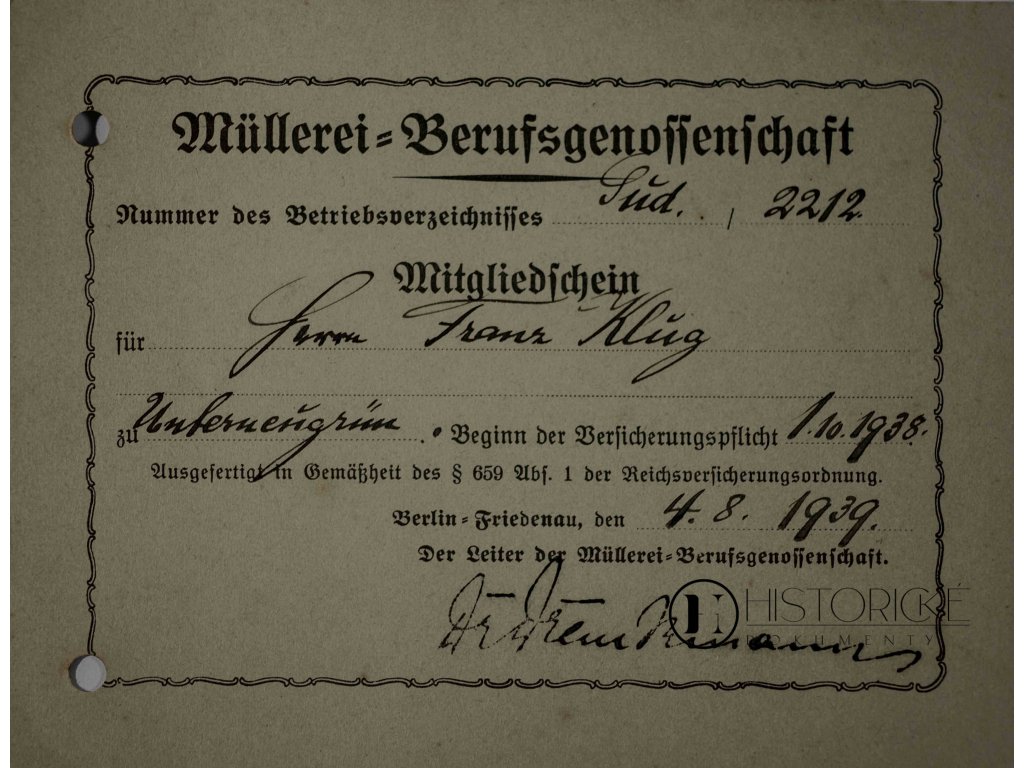 Müllerei=Berufsgenossenschaft
Nummer des Betriebsverzeichnisses Süd. / 2212.
Mitgliedschein
für Herrn Franz Klug
zu Unterneugrün . Beginn der Versicherungspflicht 1.10.1938.
Ausgefertigt in Gemäßheit des § 659 Abs. 1 der Reichsversicherungsordnung.
Berlin=Friedenau, den 4. 8. 1939.
Der Leiter der Müllerei=Berufsgenossenschaft.
Dr.
HISTORICKÉ
DOKUMENTY